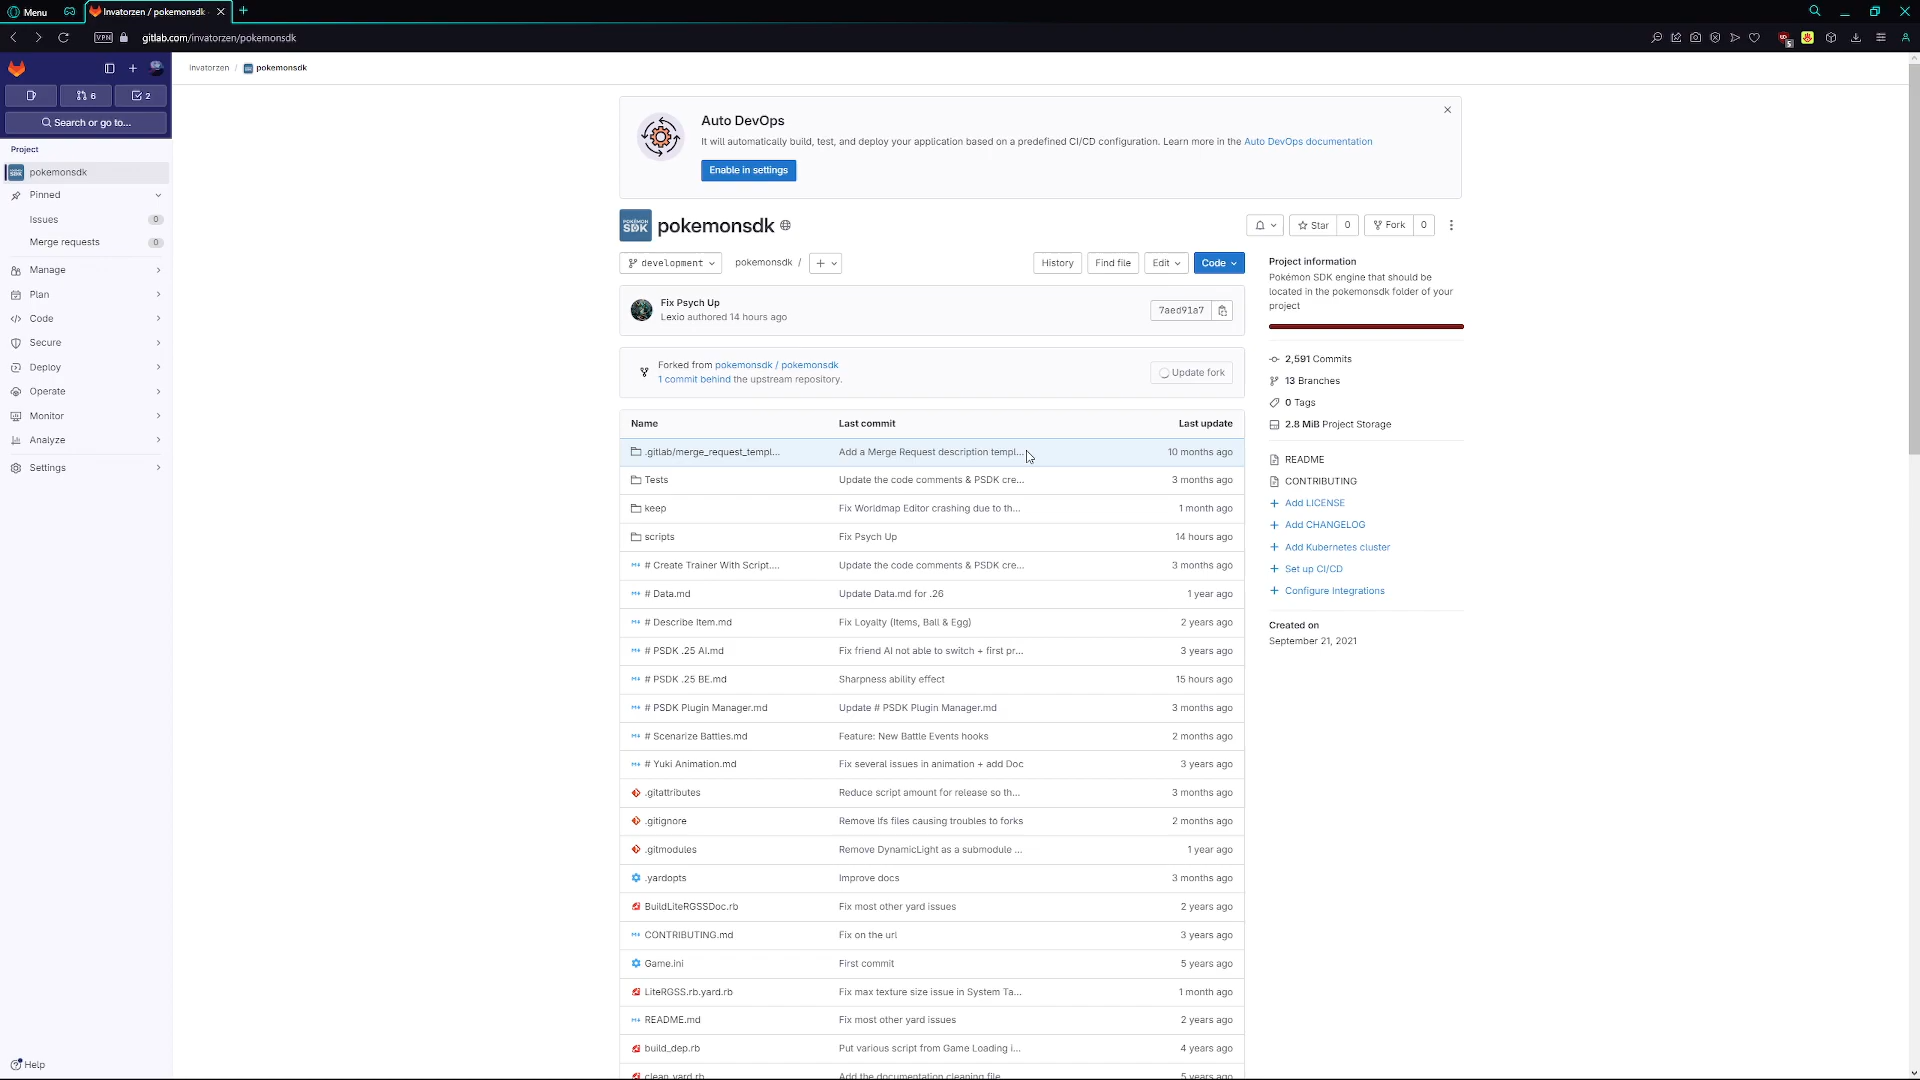 Menu
Invatorzen / pokemonsdk
VPN
gitlab.com/invatorzen/pokemonsdk
5
6
2
Search or go to...
Project
pokemonsdk
Pinned
Issues 0
Merge requests 0
Manage
Plan
Code
Secure
Deploy
Operate
Monitor
Analyze
Settings
Help
Invatorzen / pokemonsdk
Auto DevOps
It will automatically build, test, and deploy your application based on a predefined CI/CD configuration. Learn more in the Auto DevOps documentation
Enable in settings
POKÉMON
SDK
pokemonsdk
Star 0
Fork 0
development
pokemonsdk /
History
Find file
Edit
Code
Fix Psych Up
Lexio authored 14 hours ago
7aed91a7
Forked from pokemonsdk / pokemonsdk
1 commit behind the upstream repository.
Update fork
Name Last commit Last update
.gitlab/merge_request_templ... Add a Merge Request description templ... 10 months ago
Tests Update the code comments & PSDK cre... 3 months ago
keep Fix Worldmap Editor crashing due to th... 1 month ago
scripts Fix Psych Up 14 hours ago
# Create Trainer With Script.... Update the code comments & PSDK cre... 3 months ago
# Data.md Update Data.md for .26 1 year ago
# Describe Item.md Fix Loyalty (Items, Ball & Egg) 2 years ago
# PSDK .25 AI.md Fix friend AI not able to switch + first pr... 3 years ago
# PSDK .25 BE.md Sharpness ability effect 15 hours ago
# PSDK Plugin Manager.md Update # PSDK Plugin Manager.md 3 months ago
# Scenarize Battles.md Feature: New Battle Events hooks 2 months ago
# Yuki Animation.md Fix several issues in animation + add Doc 3 years ago
.gitattributes Reduce script amount for release so th... 3 months ago
.gitignore Remove lfs files causing troubles to forks 2 months ago
.gitmodules Remove DynamicLight as a submodule ... 1 year ago
.yardopts Improve docs 3 months ago
BuildLiteRGSSDoc.rb Fix most other yard issues 2 years ago
CONTRIBUTING.md Fix on the url 3 years ago
Game.ini First commit 5 years ago
LiteRGSS.rb.yard.rb Fix max texture size issue in System Ta... 1 month ago
README.md Fix most other yard issues 2 years ago
build_dep.rb Put various script from Game Loading i... 4 years ago
clean_yard.rb Add the documentation cleaning file 5 years ago
Project information
Pokémon SDK engine that should be
located in the pokemonsdk folder of your
project
2,591 Commits
13 Branches
0 Tags
2.8 MiB Project Storage
README
CONTRIBUTING
Add LICENSE
Add CHANGELOG
Add Kubernetes cluster
Set up CI/CD
Configure Integrations
Created on
September 21, 2021